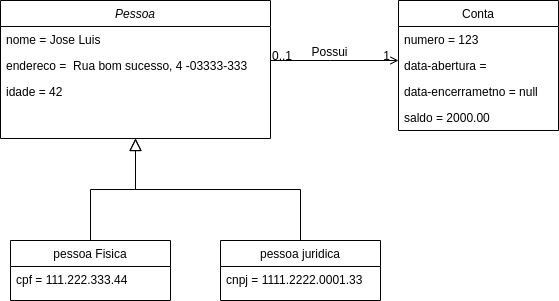 Pessoa
nome = Jose Luis
endereco =  Rua bom sucesso, 4 -03333-333
idade = 42
0..1
Possui
1
Conta
numero = 123
data-abertura =
data-encerrametno = null
saldo = 2000.00
pessoa Fisica
cpf = 111.222.333.44
pessoa juridica
cnpj = 1111.2222.0001.33